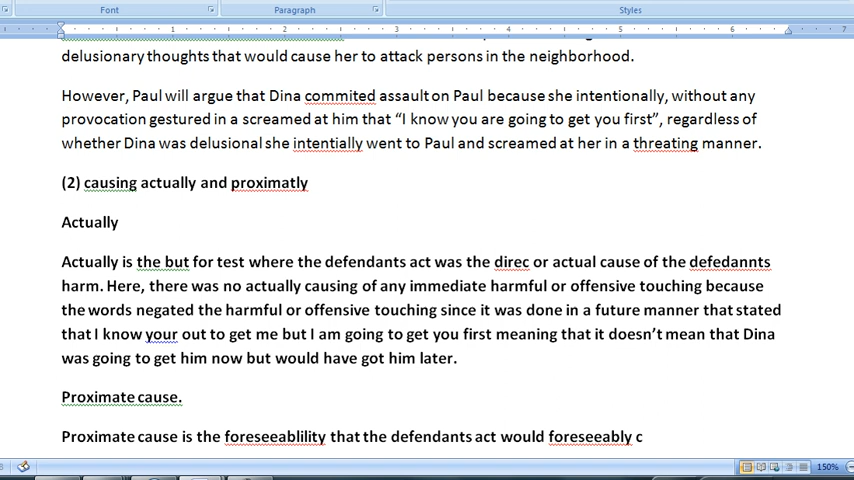 Font Paragraph Styles
1 2 3 4 5 6 7
delusionary thoughts that would cause her to attack persons in the neighborhood.
However, Paul will argue that Dina commited assault on Paul because she intentionally, without any
provocation gestured in a screamed at him that “I know you are going to get you first”, regardless of
whether Dina was delusional she intentially went to Paul and screamed at her in a threating manner.
(2) causing actually and proximatly
Actually
Actually is the but for test where the defendants act was the direc or actual cause of the defedannts
harm. Here, there was no actually causing of any immediate harmful or offensive touching because
the words negated the harmful or offensive touching since it was done in a future manner that stated
that I know your out to get me but I am going to get you first meaning that it doesn’t mean that Dina
was going to get him now but would have got him later.
Proximate cause.
Proximate cause is the foreseeablility that the defendants act would foreseeably c
150%